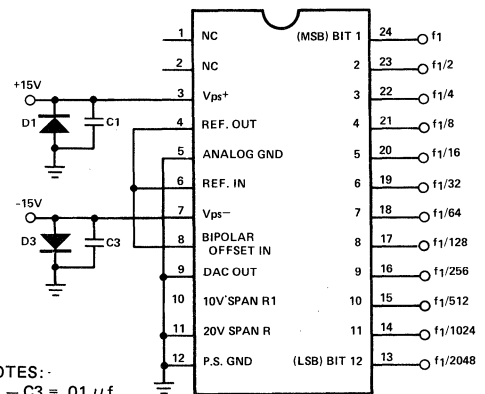 1 NC (MSB) BIT 1 24 f1
2 NC 2 23 f1/2
+15V 3 Vps+ 3 22 f1/4
D1 C1 4 REF. OUT 4 21 f1/8
5 ANALOG GND 5 20 f1/16
6 REF. IN 6 19 f1/32
-15V 7 Vps- 7 18 f1/64
D3 C3 8 BIPOLAR OFFSET IN 8 17 f1/128
9 DAC OUT 9 16 f1/256
10 10V SPAN R1 10 15 f1/512
11 20V SPAN R 11 14 f1/1024
12 P.S. GND (LSB) BIT 12 13 f1/2048
OTES:
– C3 = .01 µf